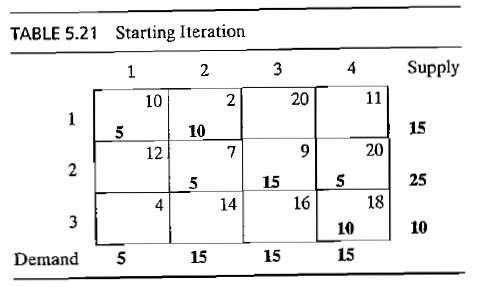 TABLE 5.21 Starting Iteration
1 2 3 4 Supply
10 2 20 11
1
5 10 15
12 7 9 20
2
5 15 5 25
4 14 16 18
3
10 10
Demand 5 15 15 15